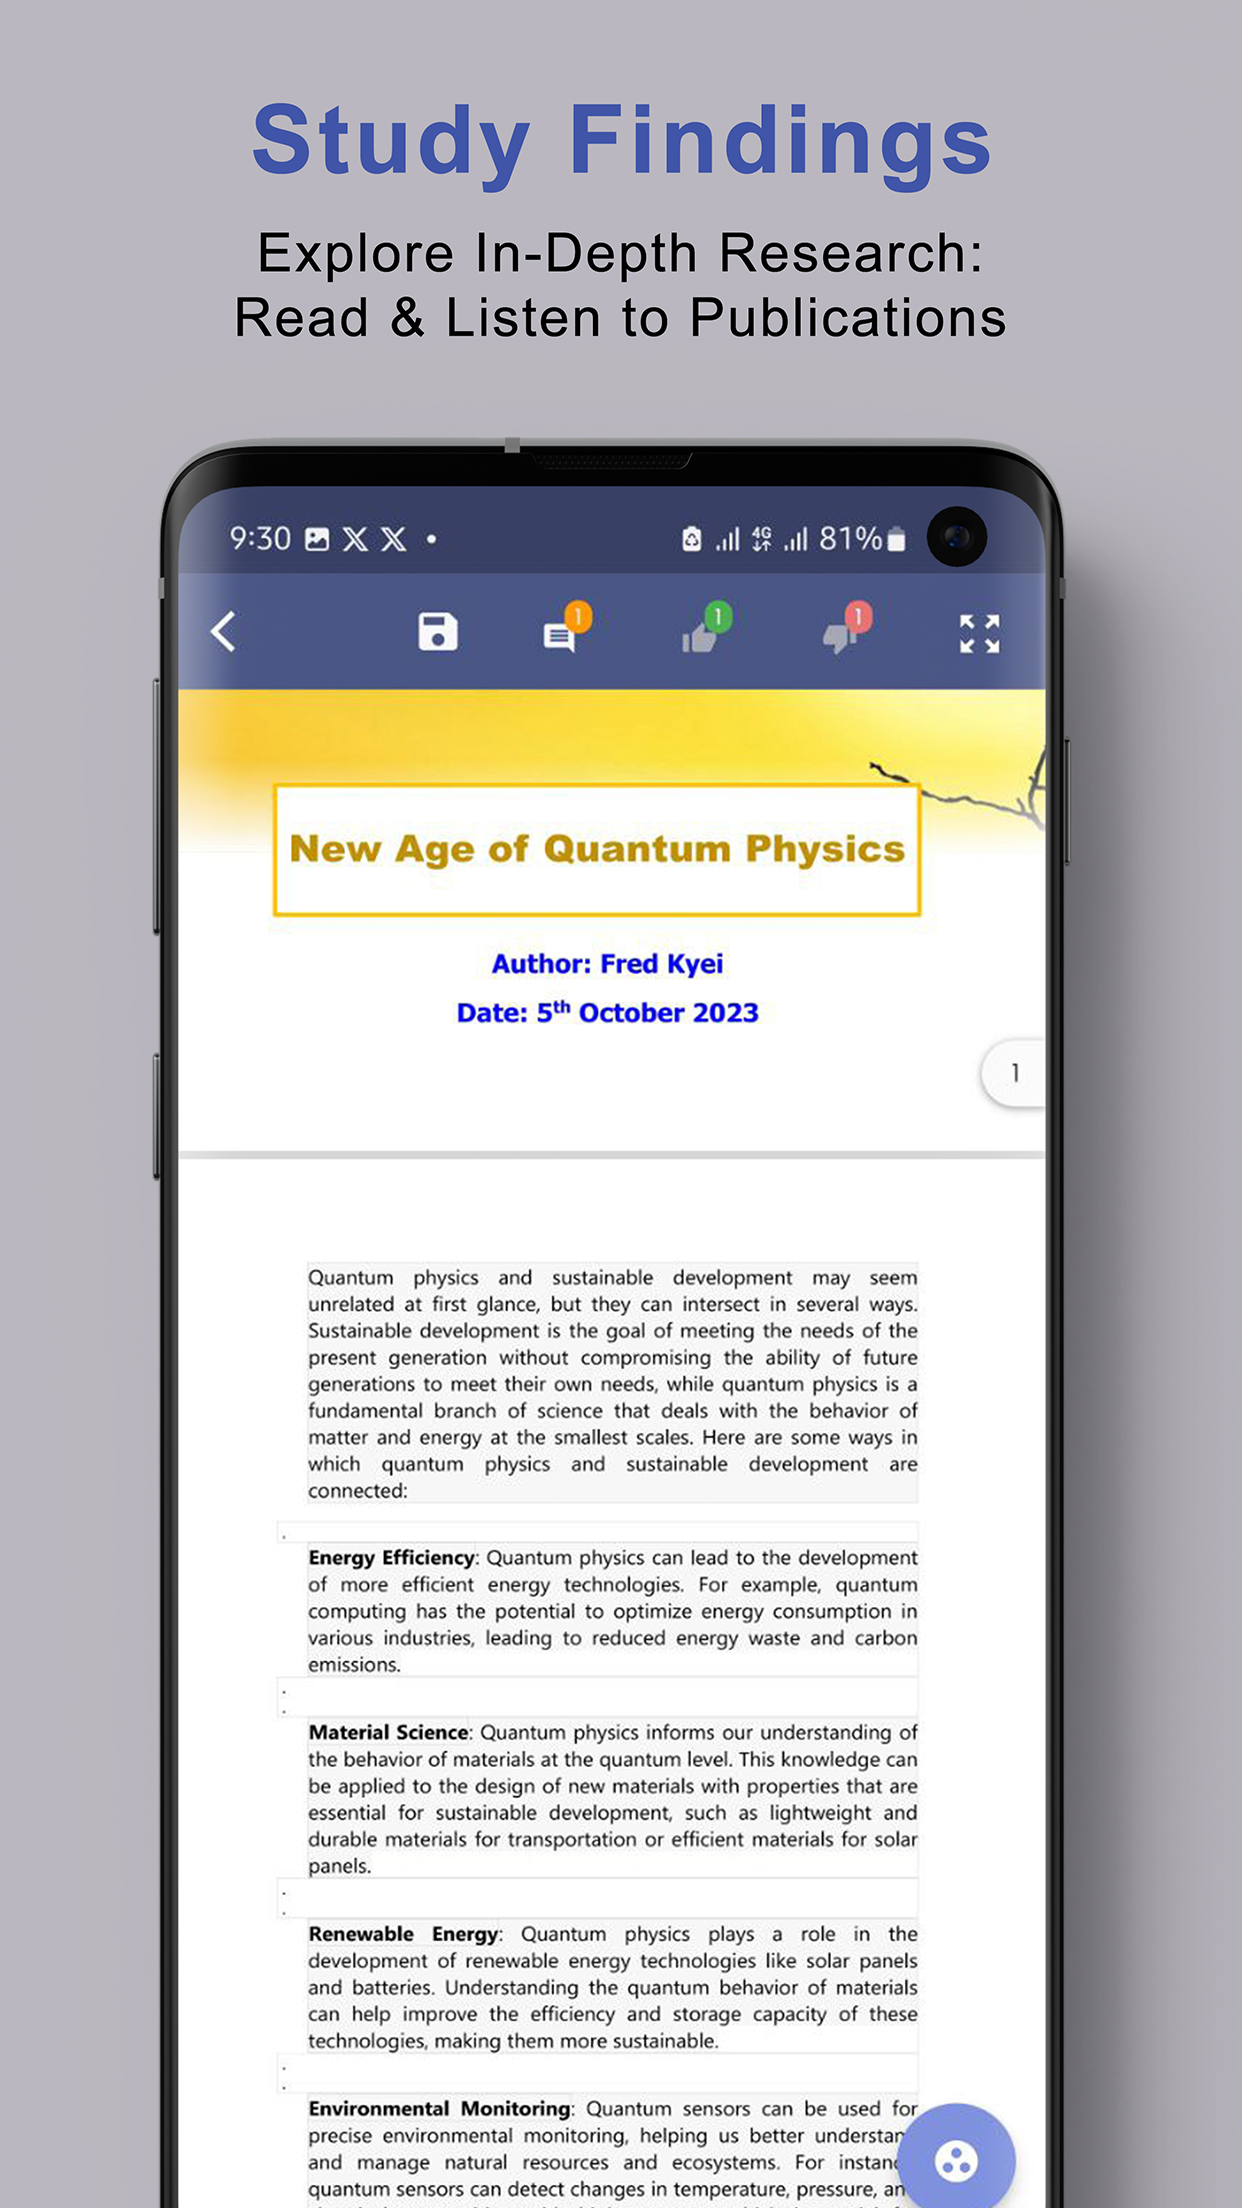 Study Findings
Explore In-Depth Research:
Read & Listen to Publications
9:30 4G 81%
1 1 1
New Age of Quantum Physics
Author: Fred Kyei
Date: 5th October 2023
1
Quantum physics and sustainable development may seem
unrelated at first glance, but they can intersect in several ways.
Sustainable development is the goal of meeting the needs of the
present generation without compromising the ability of future
generations to meet their own needs, while quantum physics is a
fundamental branch of science that deals with the behavior of
matter and energy at the smallest scales. Here are some ways in
which quantum physics and sustainable development are
connected:
Energy Efficiency: Quantum physics can lead to the development
of more efficient energy technologies. For example, quantum
computing has the potential to optimize energy consumption in
various industries, leading to reduced energy waste and carbon
emissions.
Material Science: Quantum physics informs our understanding of
the behavior of materials at the quantum level. This knowledge can
be applied to the design of new materials with properties that are
essential for sustainable development, such as lightweight and
durable materials for transportation or efficient materials for solar
panels.
Renewable Energy: Quantum physics plays a role in the
development of renewable energy technologies like solar panels
and batteries. Understanding the quantum behavior of materials
can help improve the efficiency and storage capacity of these
technologies, making them more sustainable.
Environmental Monitoring: Quantum sensors can be used for
precise environmental monitoring, helping us better
and manage natural resources and ecosystems. For
quantum sensors can detect changes in temperature, pressure,